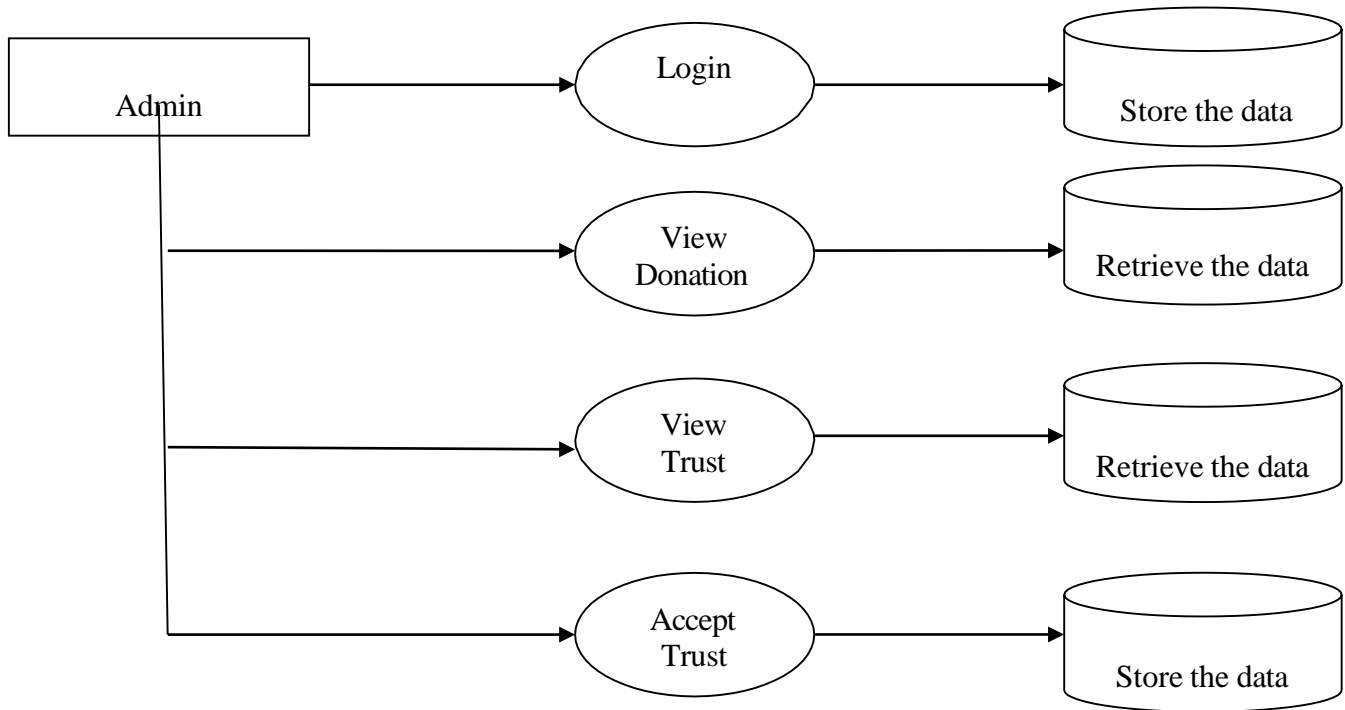 Admin
Login
Store the data
View
Donation
Retrieve the data
View
Trust
Retrieve the data
Accept
Trust
Store the data